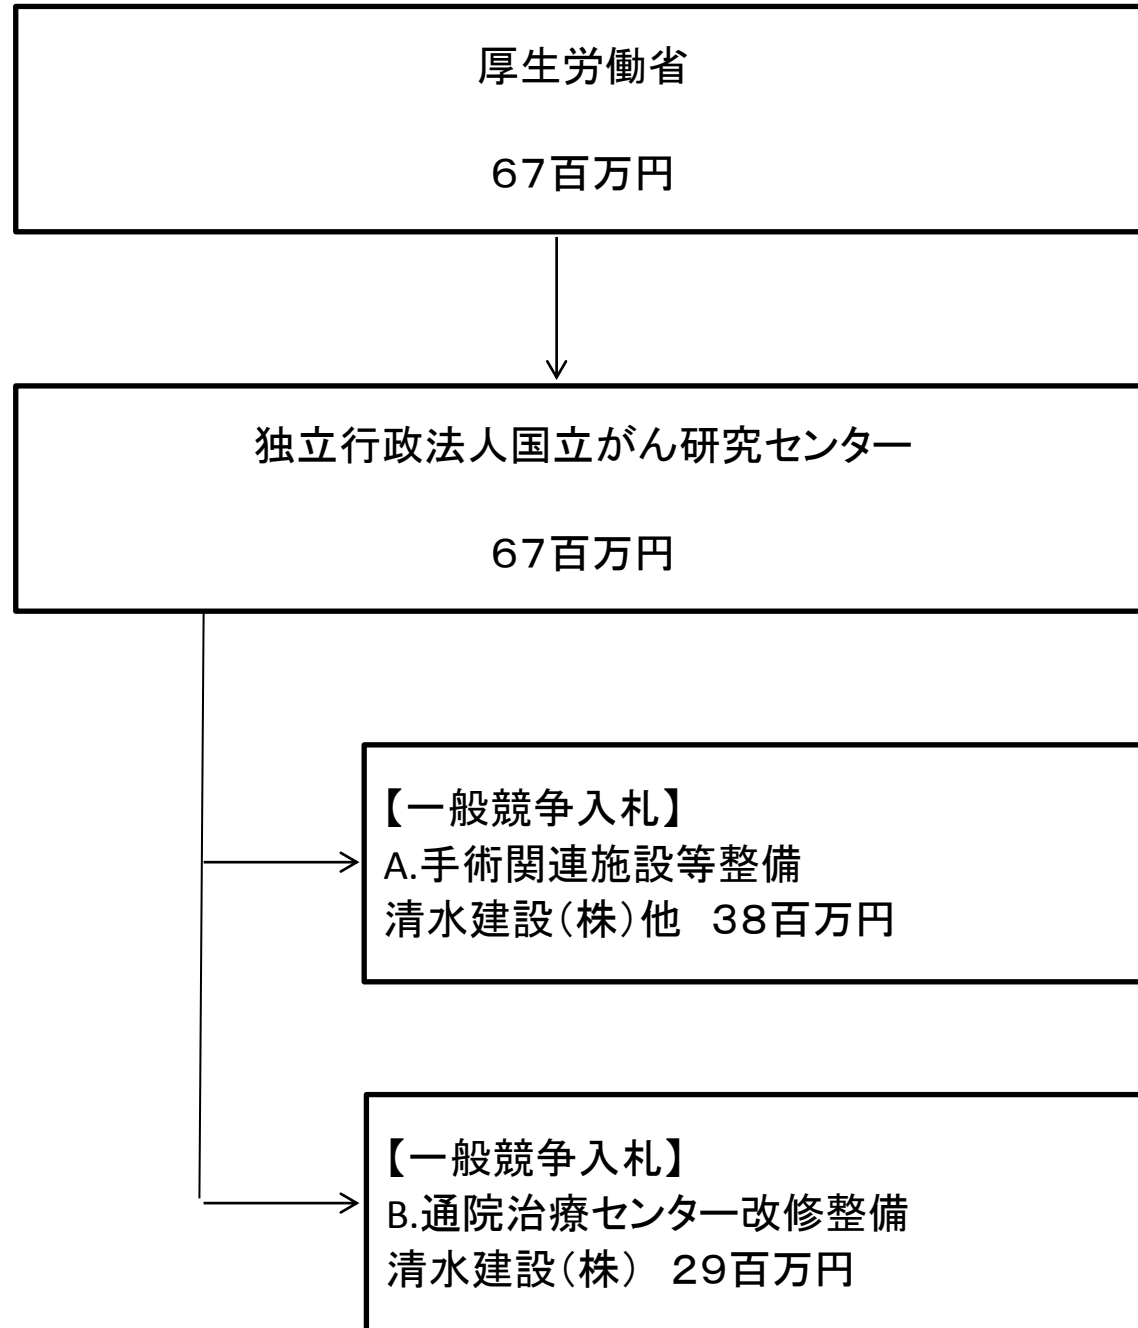 厚生労働省
67百万円
独立行政法人国立がん研究センター
67百万円
【一般競争入札】
A.手術関連施設等整備
清水建設(株)他　38百万円
【一般競争入札】
B.通院治療センター改修整備
清水建設(株)　29百万円